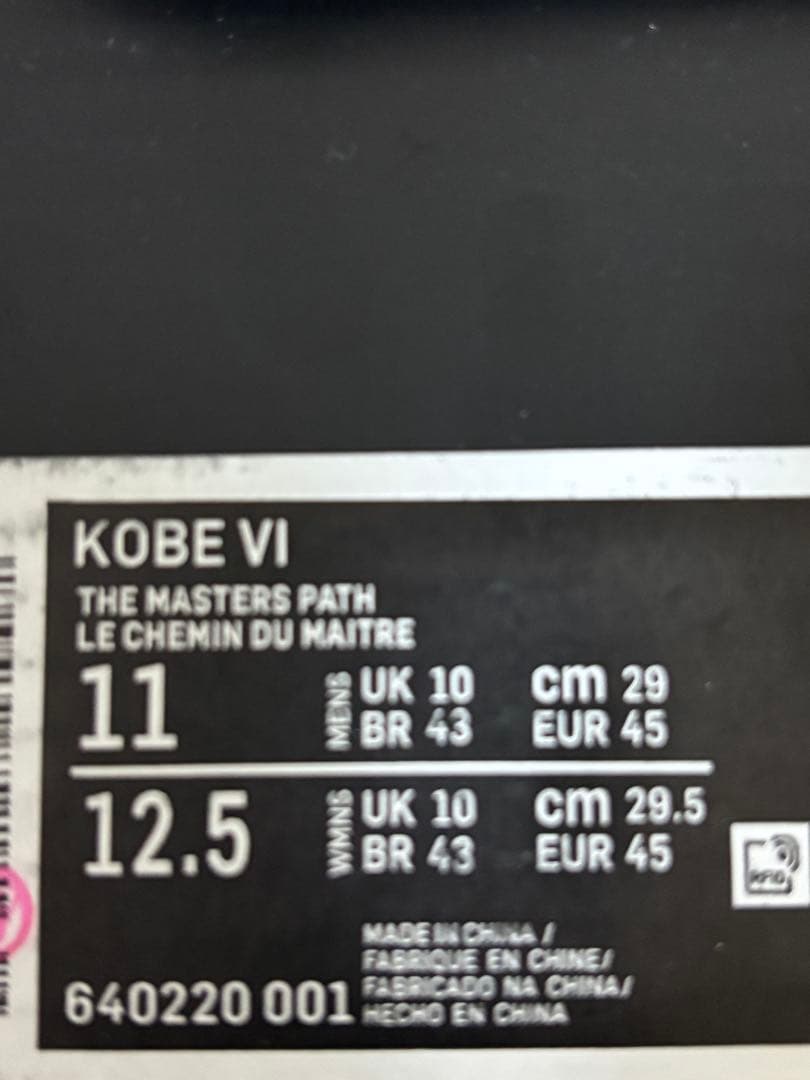 KOBE VI
THE MASTERS PATH
LE CHEMIN DU MAITRE
11 MENS UK 10 cm 29
BR 43 EUR 45
12.5 WMNS UK 10 cm 29.5
BR 43 EUR 45
RFID
MADE IN CHINA /
FABRIQUE EN CHINE/
FABRICADO NA CHINA/
HECHO EN CHINA
640220 001